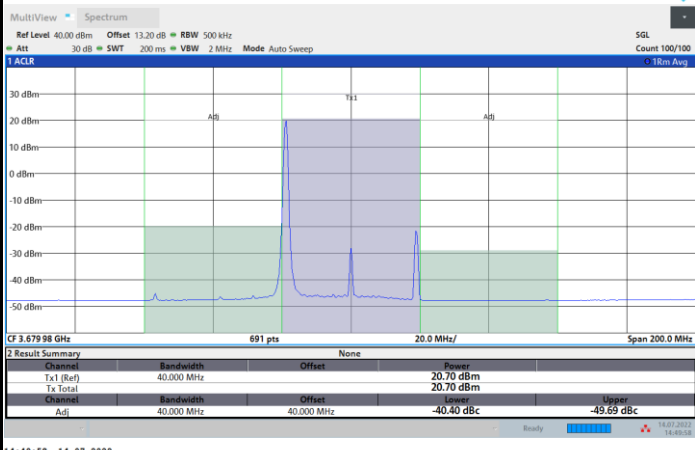 MultiView Spectrum
Ref Level 40.00 dBm Offset 13.20 dB RBW 500 kHz SGL
Att 30 dB SWT 200 ms VBW 2 MHz Mode Auto Sweep Count 100/100
1 ACLR 1Rm Avg
30 dBm
Tx1
20 dBm
Adj Adj
10 dBm
0 dBm
-10 dBm
-20 dBm
-30 dBm
-40 dBm
-50 dBm
CF 3.679 98 GHz 691 pts 20.0 MHz/ Span 200.0 MHz
2 Result Summary None
Channel Bandwidth Offset Power
Tx1 (Ref) 40.000 MHz 20.70 dBm
Tx Total 20.70 dBm
Channel Bandwidth Offset Lower Upper
Adj 40.000 MHz 40.000 MHz -40.40 dBc -49.69 dBc
Ready 14.07.2022
14:49:58